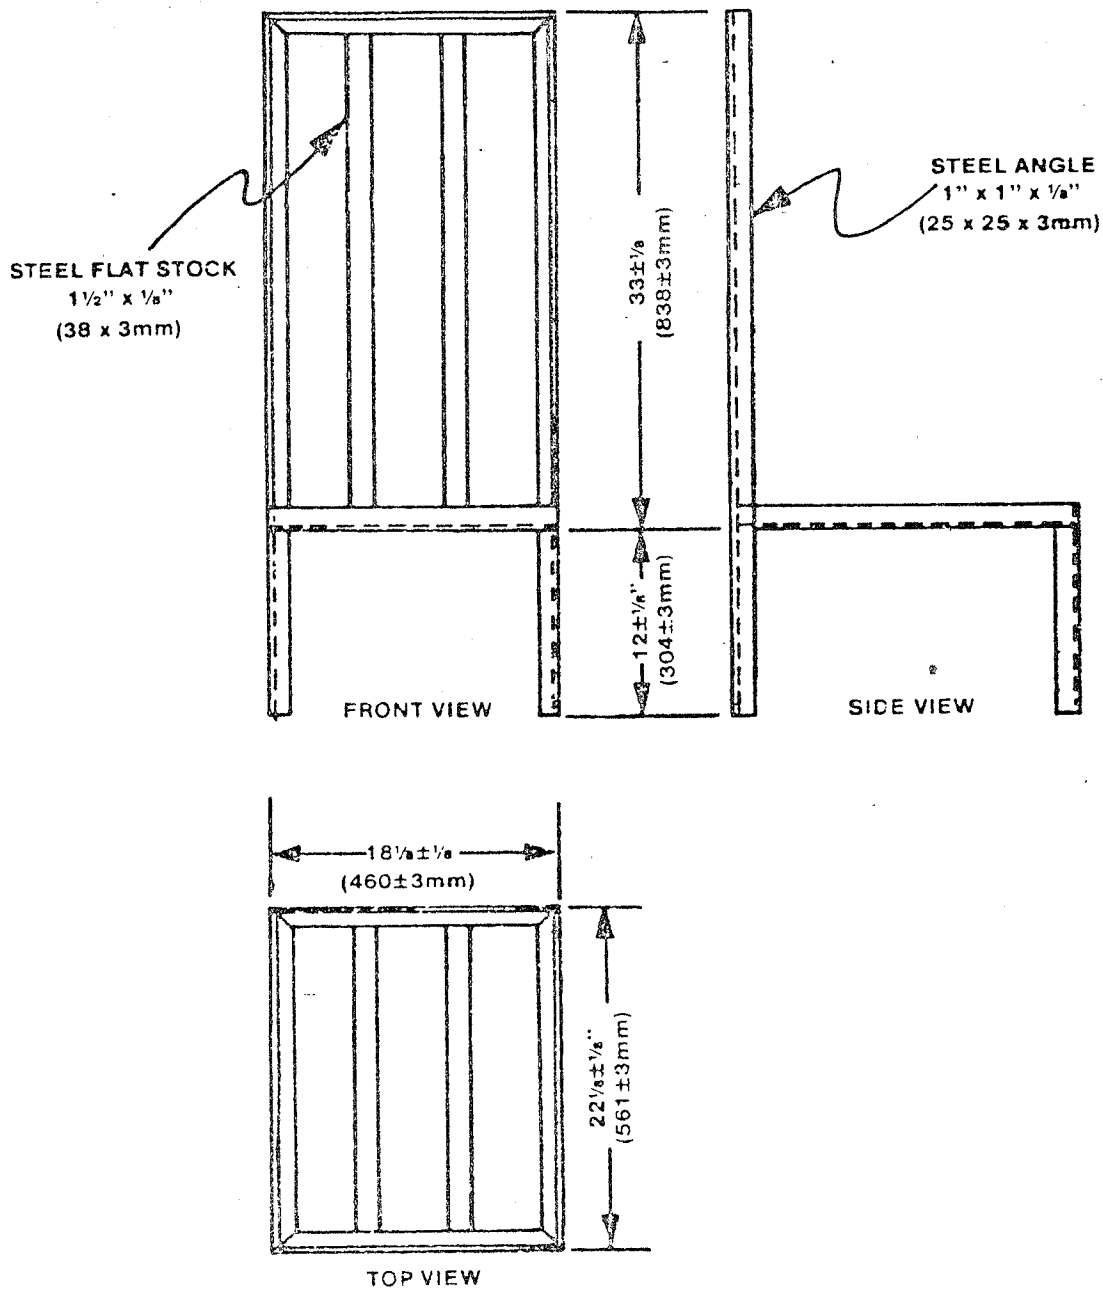 STEEL FLAT STOCK
1½" x ⅛"
(38 x 3mm)
33±⅛
(838±3mm)
STEEL ANGLE
1" x 1" x ⅛"
(25 x 25 x 3mm)
12±⅛"
(304±3mm)
FRONT VIEW
SIDE VIEW
18⅛±⅛
(460±3mm)
22⅛±⅛"
(561±3mm)
TOP VIEW